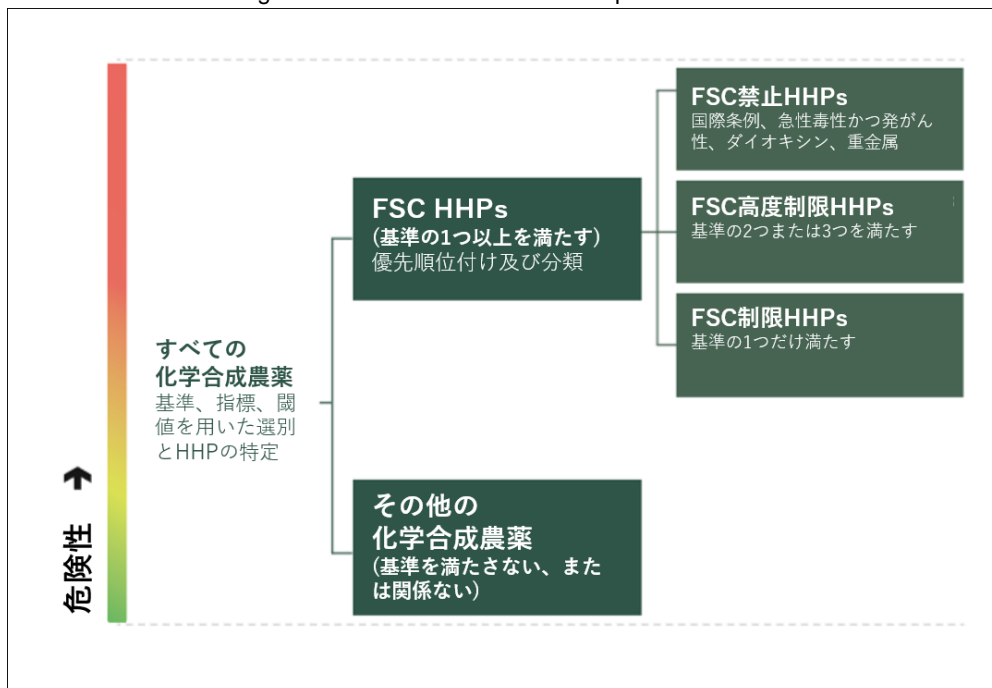 FSC禁止HHPs
国際条例、急性毒性かつ発がん
性、ダイオキシン、重金属
FSC HHPs
(基準の1つ以上を満たす)
優先順位付け及び分類
FSC高度制限HHPs
基準の2つまたは3つを満たす
FSC制限HHPs
基準の1つだけ満たす
すべての
化学合成農薬
基準、指標、閾
値を用いた選別
とHHPの特定
その他の
化学合成農薬
(基準を満たさない、また
は関係ない)
危険性 ➔